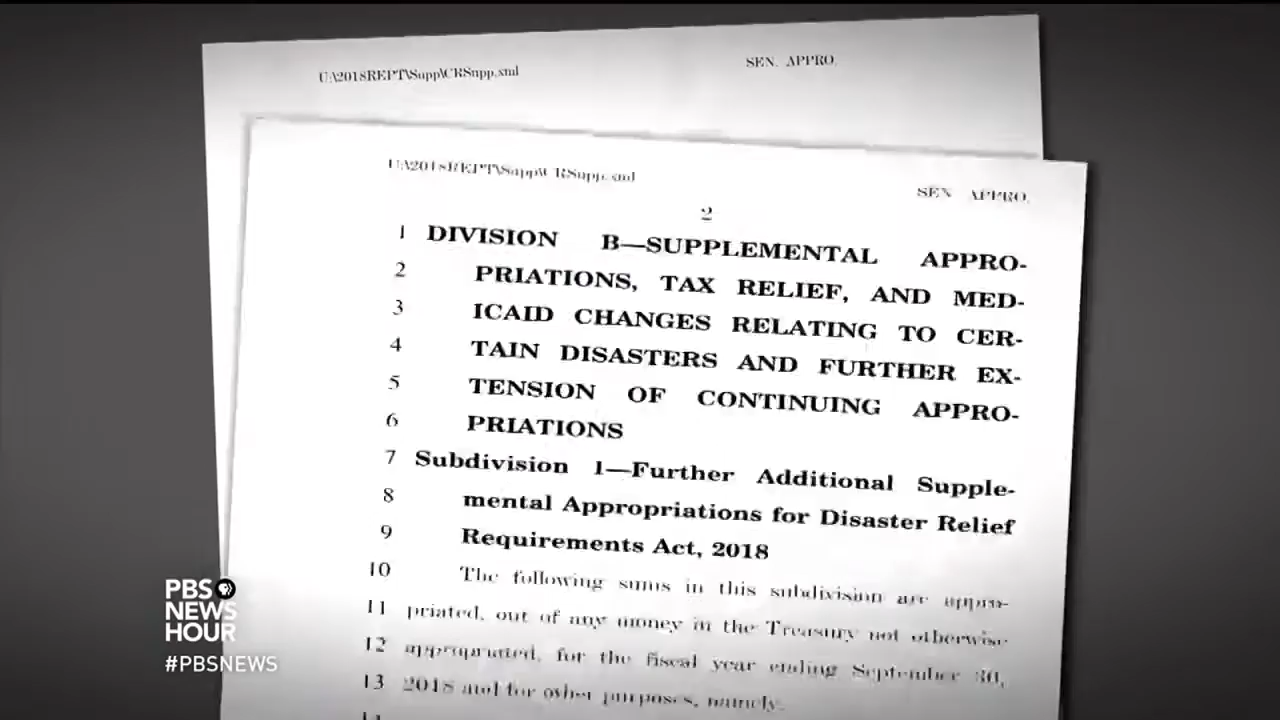 UA2018REPT\Supp\CRSupp.xml SEN. APPRO.
UA2018REPT\Supp\CRSupp.xml SEN. APPRO.
2
1 DIVISION B—SUPPLEMENTAL APPRO-
2 PRIATIONS, TAX RELIEF, AND MED-
3 ICAID CHANGES RELATING TO CER-
4 TAIN DISASTERS AND FURTHER EX-
5 TENSION OF CONTINUING APPRO-
6 PRIATIONS
7 Subdivision 1—Further Additional Supple-
8 mental Appropriations for Disaster Relief
9 Requirements Act, 2018
10 The following sums in this subdivision are appro-
11 priated, out of any money in the Treasury not otherwise
12 appropriated, for the fiscal year ending September 30,
13 2018 and for other purposes, namely:
PBS
NEWS
HOUR
#PBSNEWS